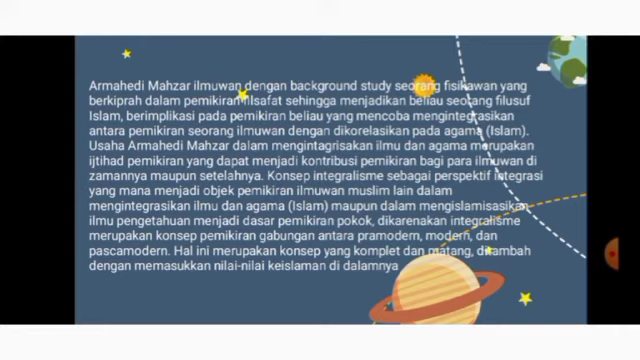 Armahedi Mahzar ilmuwan dengan background study seorang fisikawan yang
berkiprah dalam pemikiran filsafat sehingga menjadikan beliau seorang filusuf
Islam, berimplikasi pada pemikiran beliau yang mencoba mengintegrasikan
antara pemikiran seorang ilmuwan dengan dikorelasikan pada agama (Islam).
Usaha Armahedi Mahzar dalam mengintagrisakan ilmu dan agama merupakan
ijtihad pemikiran yang dapat menjadi kontribusi pemikiran bagi para ilmuwan di
zamannya maupun setelahnya. Konsep integralisme sebagai perspektif integrasi
yang mana menjadi objek pemikiran ilmuwan muslim lain dalam
mengintegrasikan ilmu dan agama (Islam) maupun dalam mengislamisasikan
ilmu pengetahuan menjadi dasar pemikiran pokok, dikarenakan integralisme
merupakan konsep pemikiran gabungan antara pramodern, modern, dan
pascamodern. Hal ini merupakan konsep yang komplet dan matang, ditambah
dengan memasukkan nilai-nilai keislaman di dalamnya